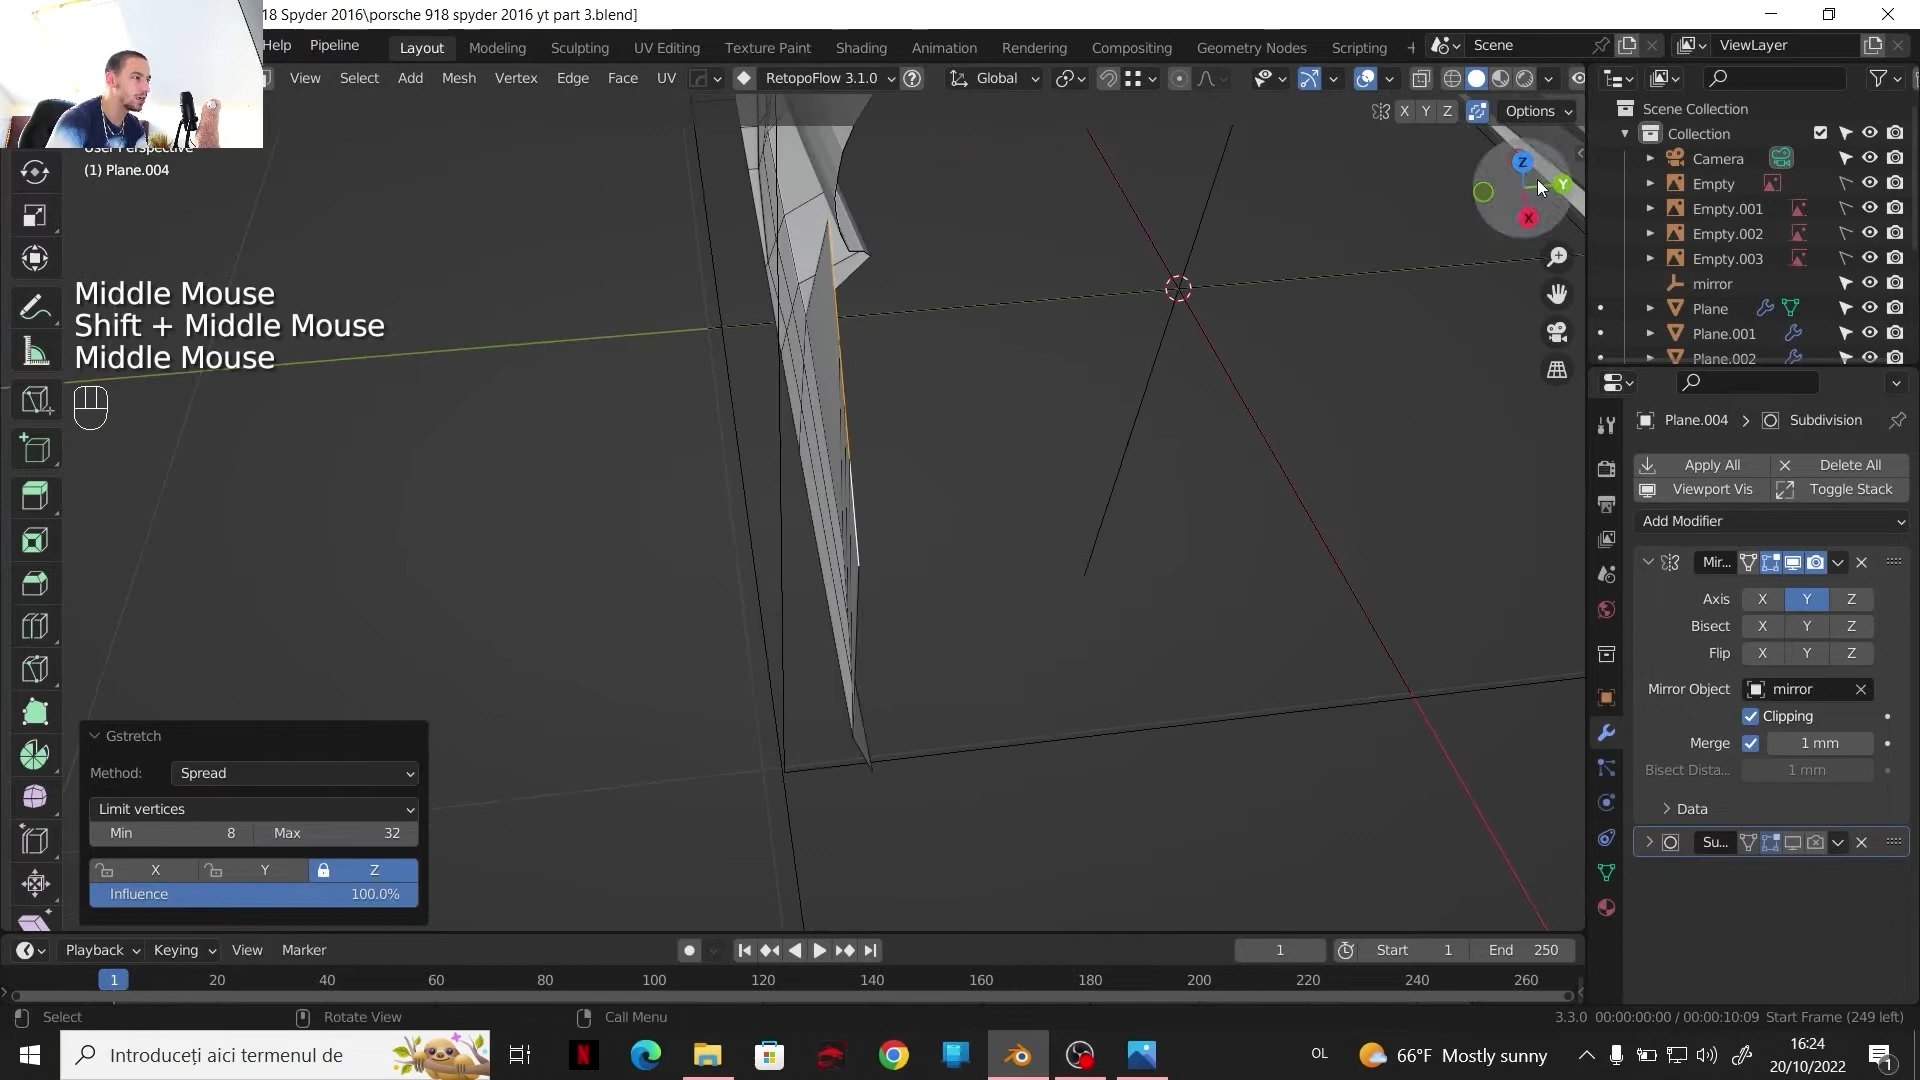 18 Spyder 2016\porsche 918 spyder 2016 yt part 3.blend]
Help Pipeline Layout Modeling Sculpting UV Editing Texture Paint Shading Animation Rendering Compositing Geometry Nodes Scripting + Scene ViewLayer
View Select Add Mesh Vertex Edge Face UV RetopoFlow 3.1.0 Global
X Y Z Options
(1) Plane.004
Z
Y
X
Middle Mouse
Shift + Middle Mouse
Middle Mouse
Gstretch
Method: Spread
Limit vertices
Min 8 Max 32
X Y Z
Influence 100.0%
Scene Collection
Collection
Camera
Empty
Empty.001
Empty.002
Empty.003
mirror
Plane
Plane.001
Plane.002
Plane.004 > Subdivision
Apply All Delete All
Viewport Vis Toggle Stack
Add Modifier
Mir...
Axis X Y Z
Bisect X Y Z
Flip X Y Z
Mirror Object mirror
Clipping
Merge 1 mm
Bisect Dista... 1 mm
Data
Su...
Playback Keying View Marker 1 Start 1 End 250
1 20 40 60 80 100 120 140 160 180 200 220 240 260
Select Rotate View Call Menu 3.3.0 00:00:00:00 / 00:00:10:09 Start Frame (249 left)
Introduceți aici termenul de OL 66°F Mostly sunny 16:24
20/10/2022
1